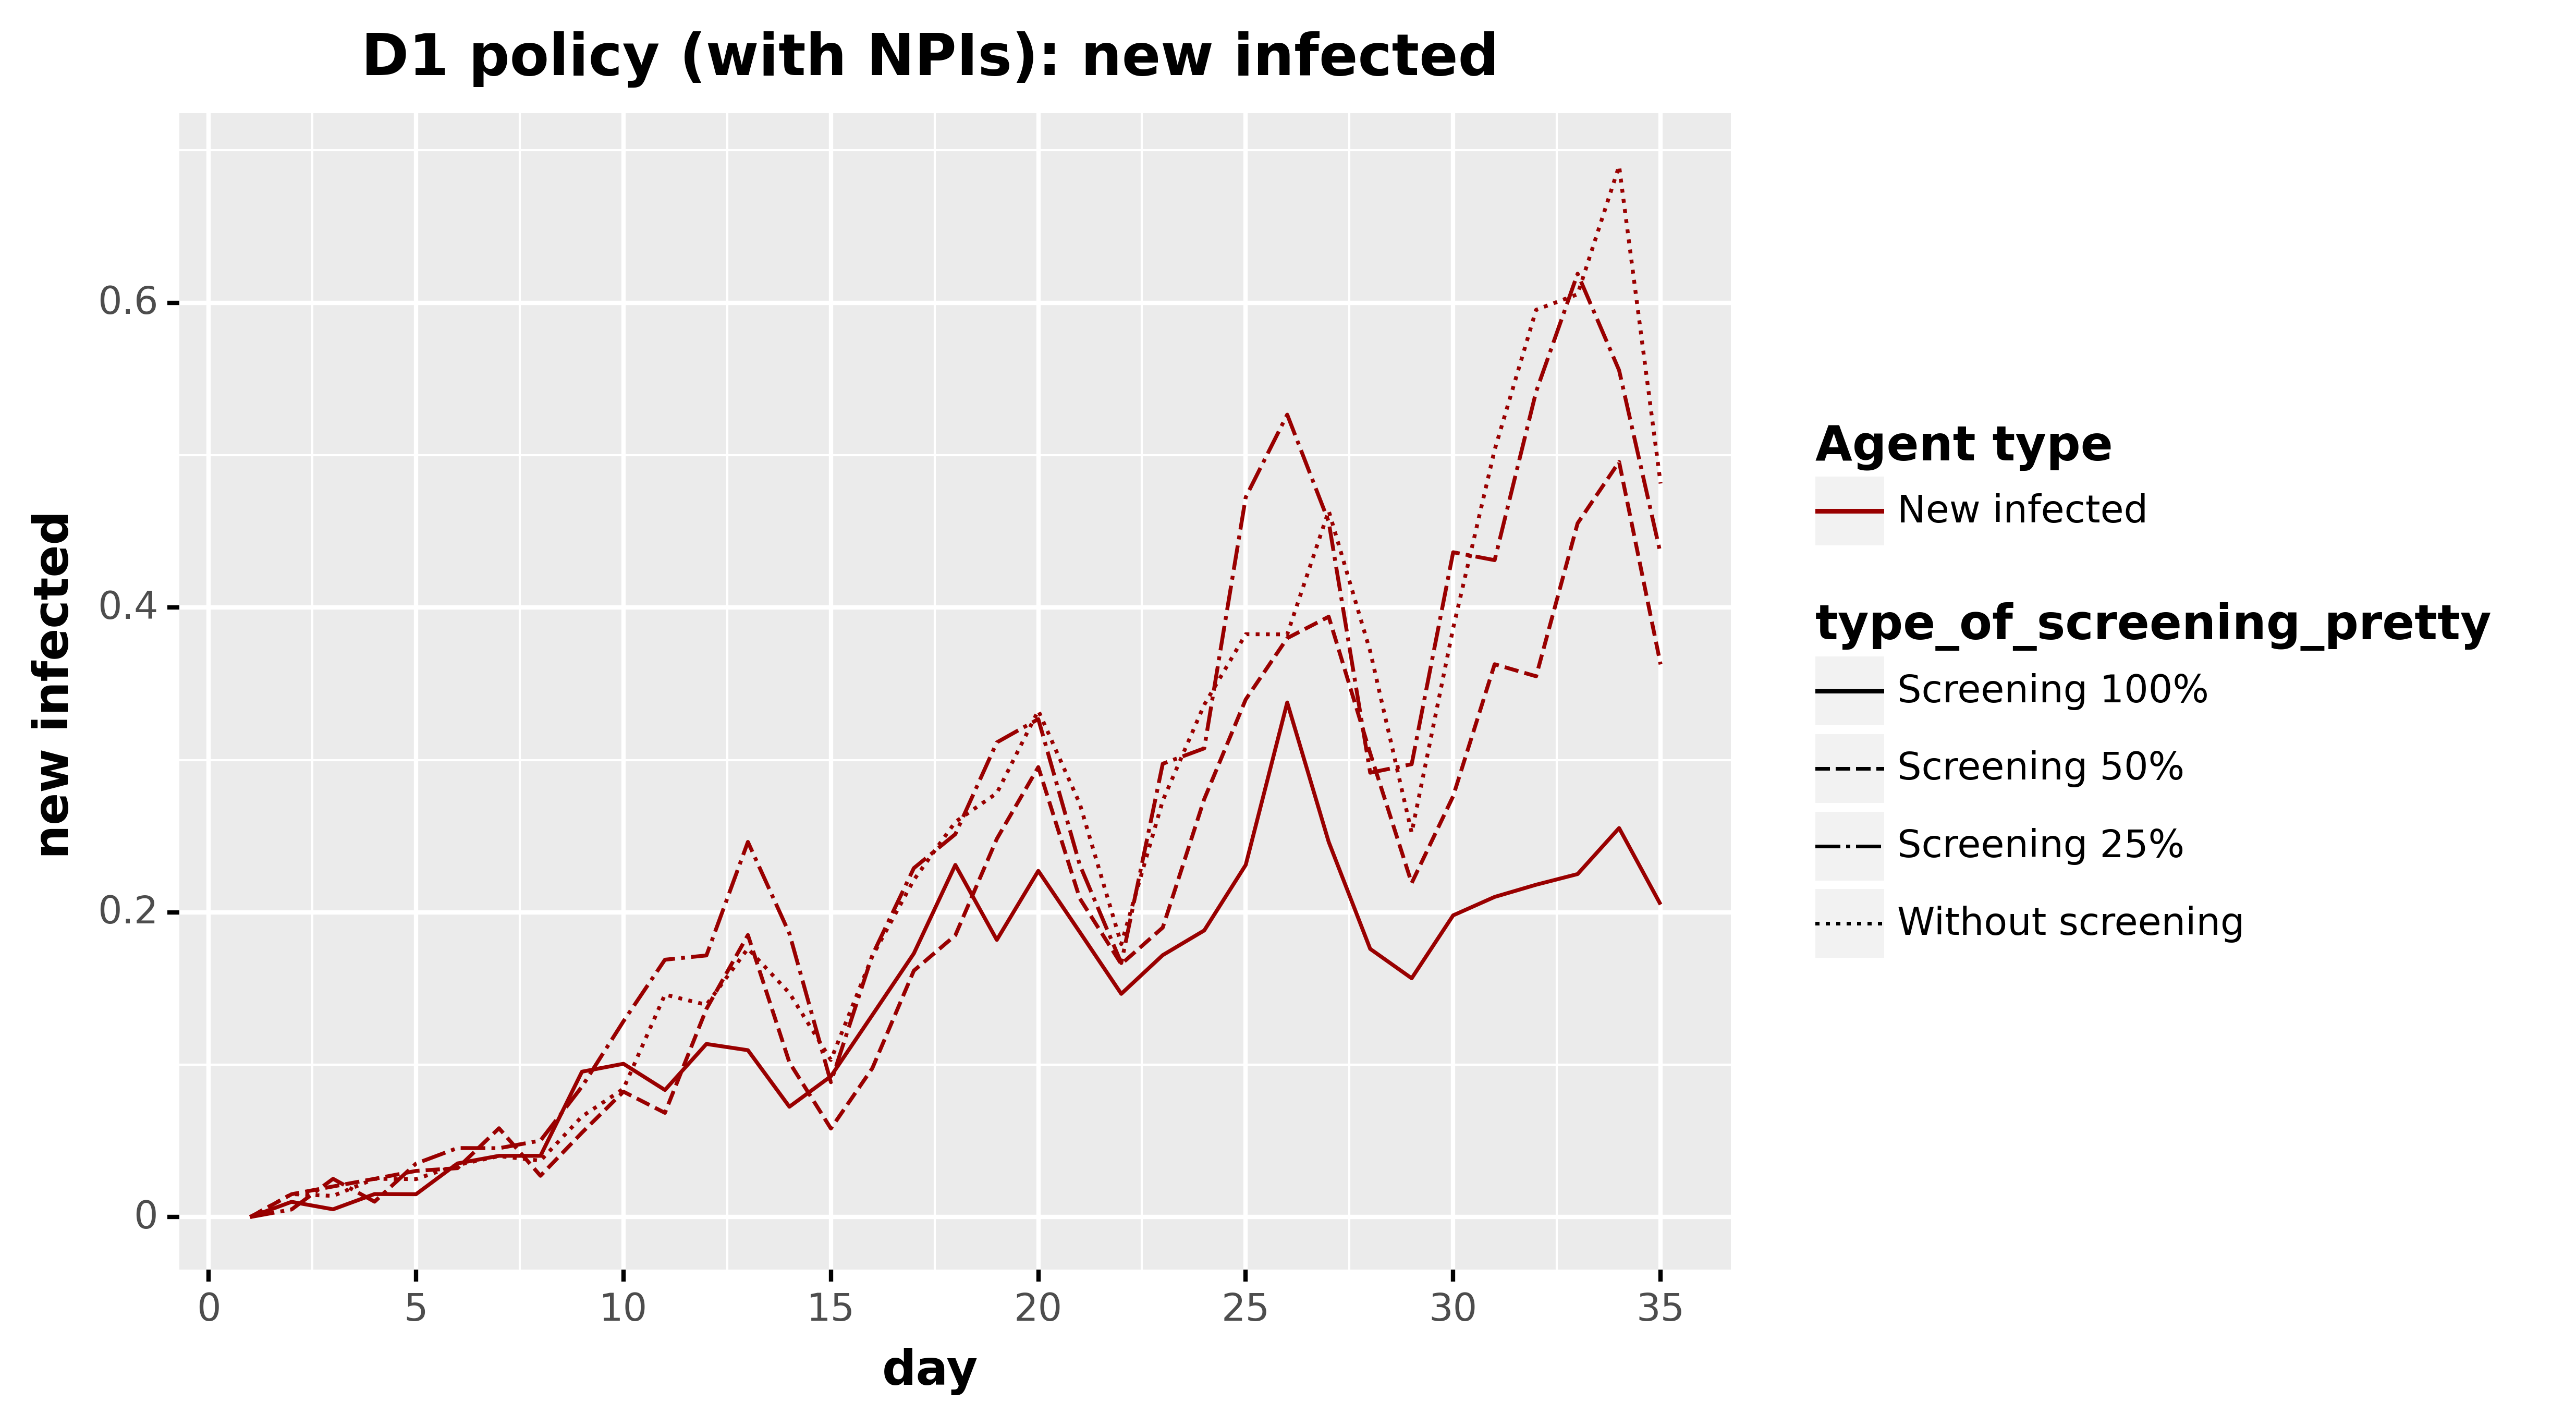 D1 policy (with NPIs): new infected
new infected
0.6
0.4
0.2
0
0 5 10 15 20 25 30 35
day
Agent type
New infected
type_of_screening_pretty
Screening 100%
Screening 50%
Screening 25%
Without screening